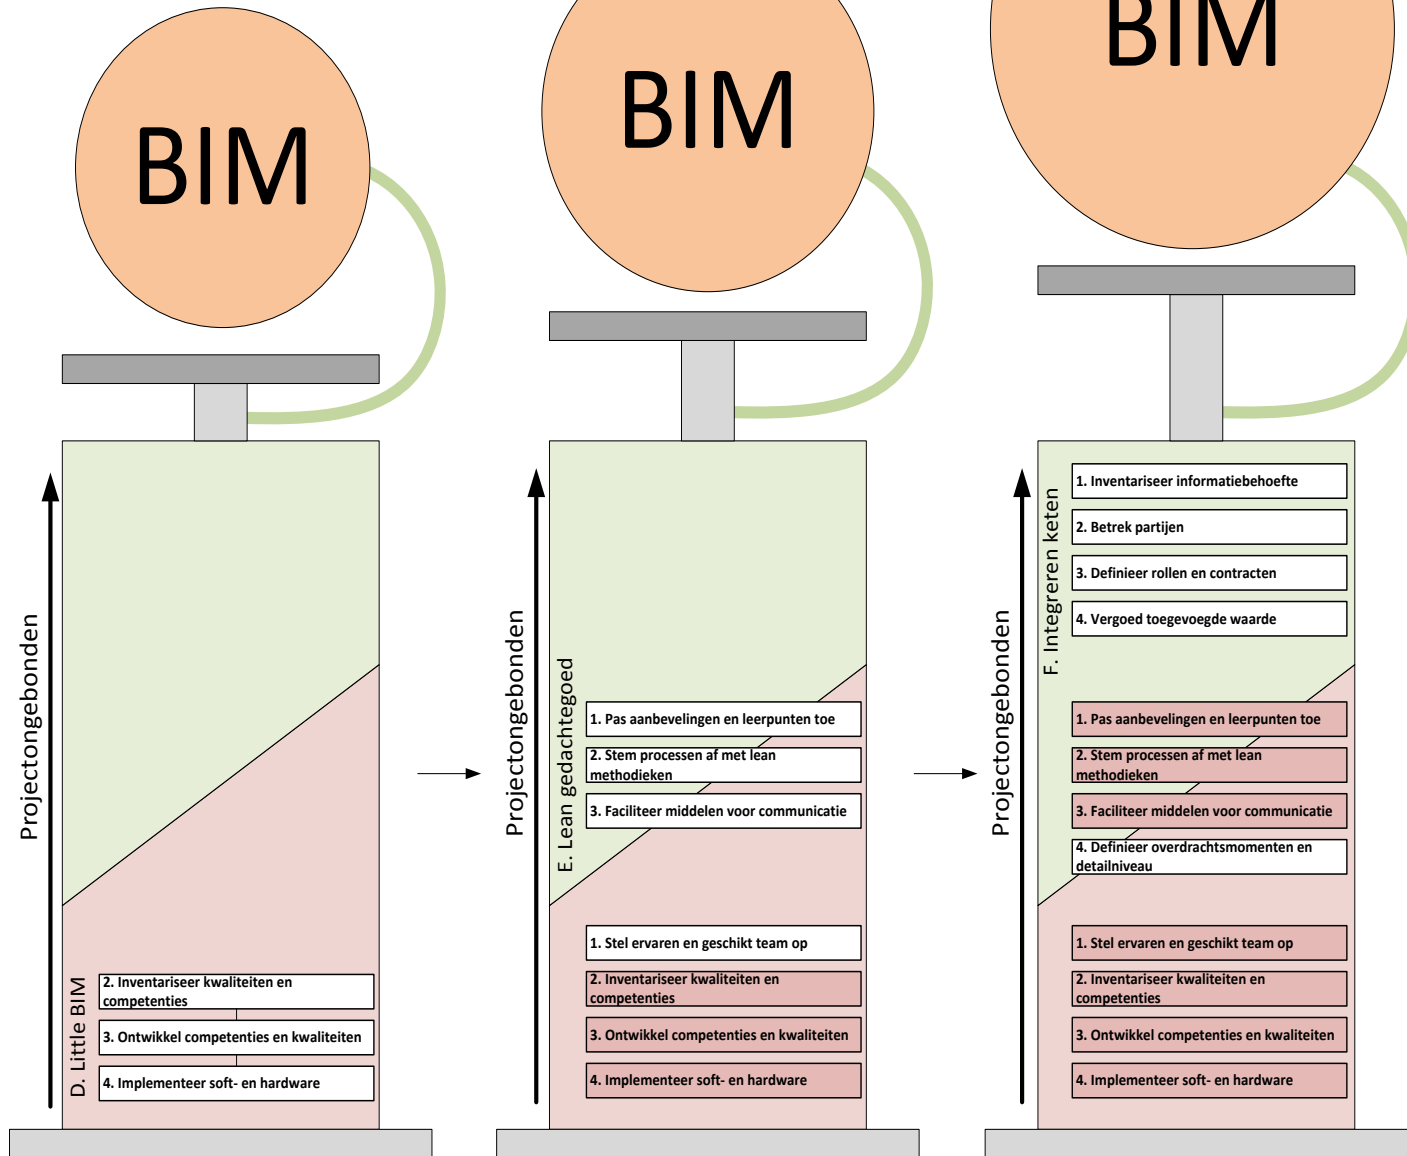 BIM
Projectongebonden
D. Little BIM
2. Inventariseer kwaliteiten en
competenties
3. Ontwikkel competenties en kwaliteiten
4. Implementeer soft- en hardware
BIM
Projectongebonden
E. Lean gedachtegoed
1. Pas aanbevelingen en leerpunten toe
2. Stem processen af met lean
methodieken
3. Faciliteer middelen voor communicatie
1. Stel ervaren en geschikt team op
2. Inventariseer kwaliteiten en
competenties
3. Ontwikkel competenties en kwaliteiten
4. Implementeer soft- en hardware
BIM
Projectongebonden
F. Integreren keten
1. Inventariseer informatiebehoefte
2. Betrek partijen
3. Definieer rollen en contracten
4. Vergoed toegevoegde waarde
1. Pas aanbevelingen en leerpunten toe
2. Stem processen af met lean
methodieken
3. Faciliteer middelen voor communicatie
4. Definieer overdrachtsmomenten en
detailniveau
1. Stel ervaren en geschikt team op
2. Inventariseer kwaliteiten en
competenties
3. Ontwikkel competenties en kwaliteiten
4. Implementeer soft- en hardware